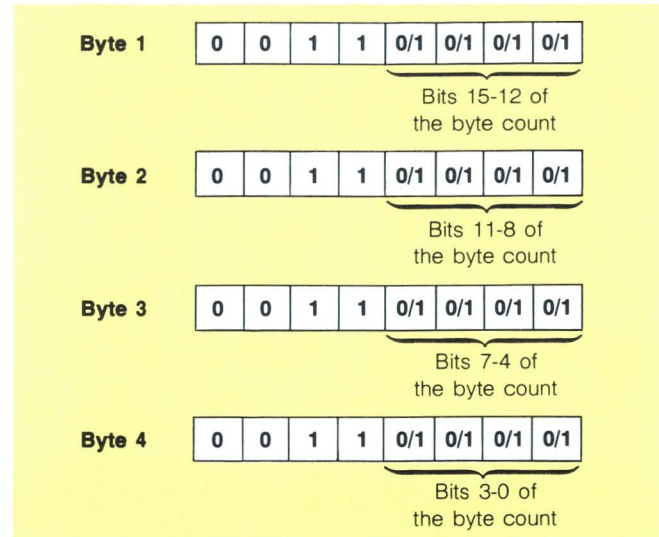 Byte 1 0 0 1 1 0/1 0/1 0/1 0/1
Bits 15-12 of
the byte count
Byte 2 0 0 1 1 0/1 0/1 0/1 0/1
Bits 11-8 of
the byte count
Byte 3 0 0 1 1 0/1 0/1 0/1 0/1
Bits 7-4 of
the byte count
Byte 4 0 0 1 1 0/1 0/1 0/1 0/1
Bits 3-0 of
the byte count